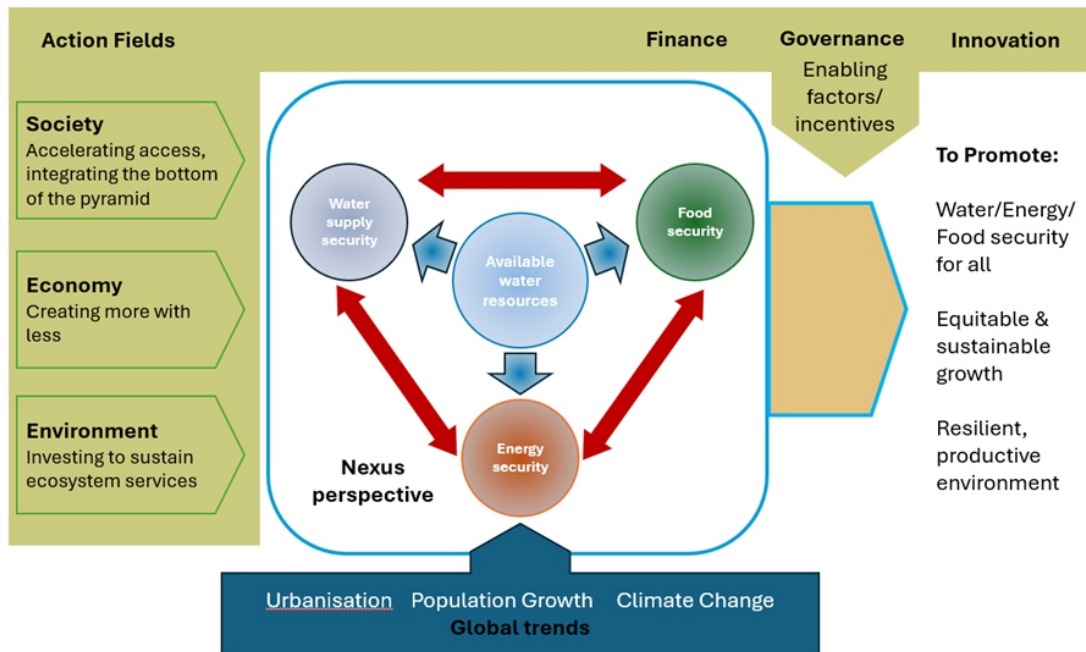 Action Fields
Finance
Governance
Innovation
Enabling
factors/
incentives
Society
Accelerating access,
integrating the bottom
of the pyramid
Economy
Creating more with
less
Environment
Investing to sustain
ecosystem services
Water
supply
security
Food
security
Available
water
resources
Energy
security
Nexus
perspective
To Promote:
Water/Energy/
Food security
for all
Equitable &
sustainable
growth
Resilient,
productive
environment
Urbanisation Population Growth Climate Change
Global trends